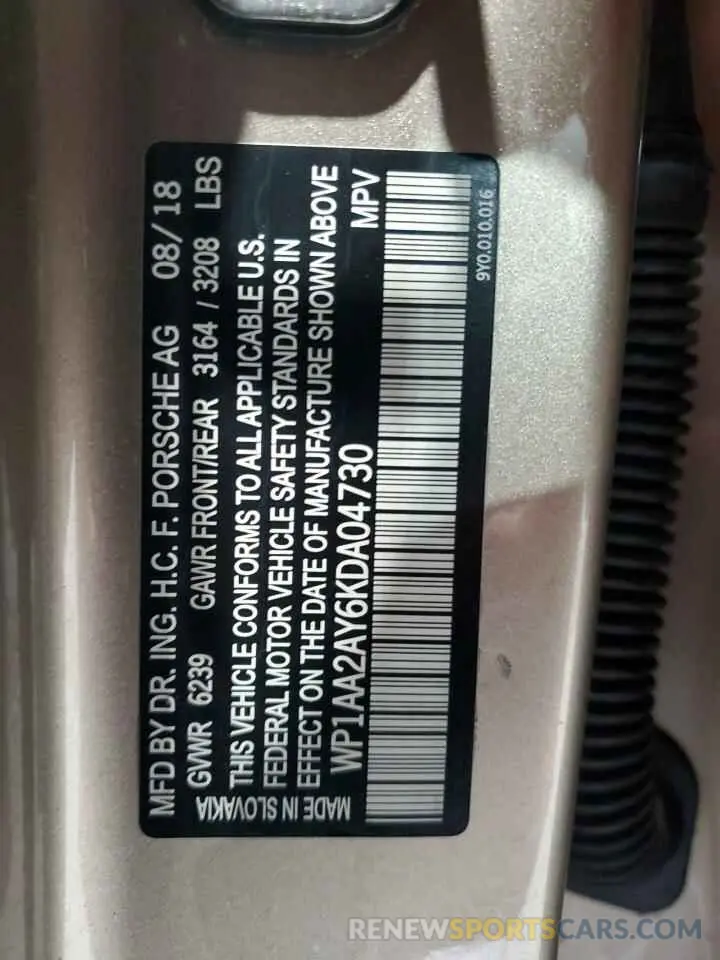 MFD BY DR. ING. H.C. F. PORSCHE AG 08/18
GVWR 6239 GAWR FRONT/REAR 3164 / 3208 LBS
THIS VEHICLE CONFORMS TO ALL APPLICABLE U.S.
FEDERAL MOTOR VEHICLE SAFETY STANDARDS IN
EFFECT ON THE DATE OF MANUFACTURE SHOWN ABOVE
WP1AA2AY6KDA04730 MPV
MADE IN SLOVAKIA
9Y0.010.016
RENEWSPORTSCARS.COM